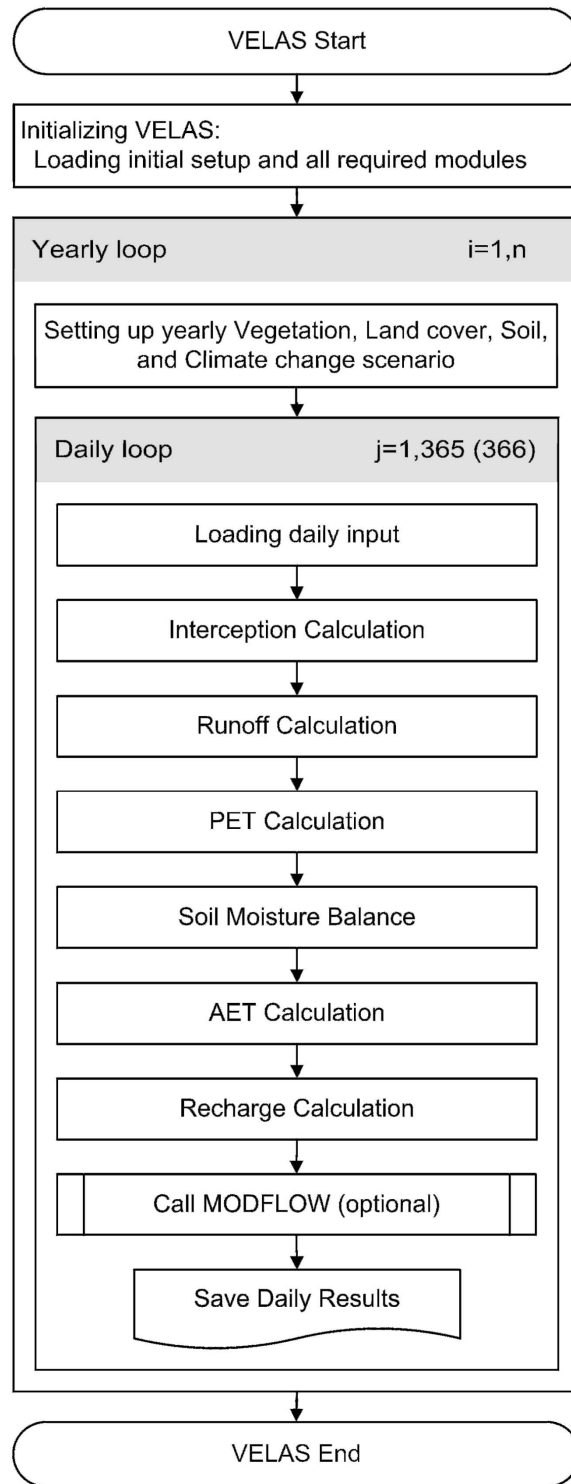 VELAS Start
Initializing VELAS:
Loading initial setup and all required modules
Yearly loop i=1,n
Setting up yearly Vegetation, Land cover, Soil,
and Climate change scenario
Daily loop j=1,365 (366)
Loading daily input
Interception Calculation
Runoff Calculation
PET Calculation
Soil Moisture Balance
AET Calculation
Recharge Calculation
Call MODFLOW (optional)
Save Daily Results
VELAS End